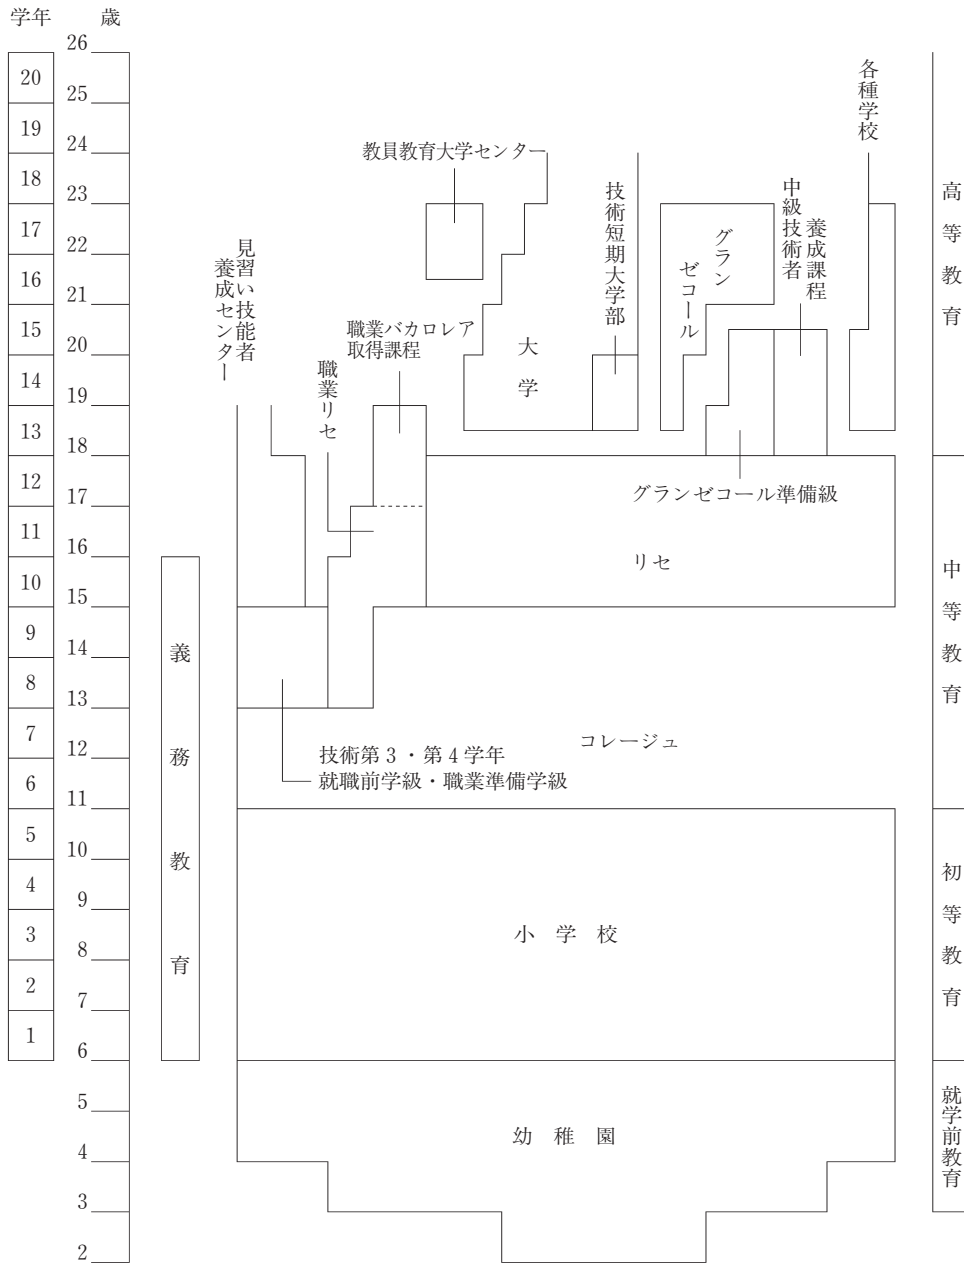 学年
歳
26
20
25
19
24
18
23
17
22
16
21
15
20
14
19
13
18
12
17
11
16
10
15
9
14
8
13
7
12
6
11
5
10
4
9
3
8
2
7
1
6
5
4
3
2
義務教育
見習い技能者
養成センター
職業リセ
職業バカロレア
取得課程
教員教育大学センター
大学
技術短期大学部
グラン
ゼコール
中級技術者
養成課程
各種学校
グランゼコール準備級
リセ
コレージュ
技術第3・第4学年
就職前学級・職業準備学級
小学校
幼稚園
高等教育
中等教育
初等教育
就学前教育